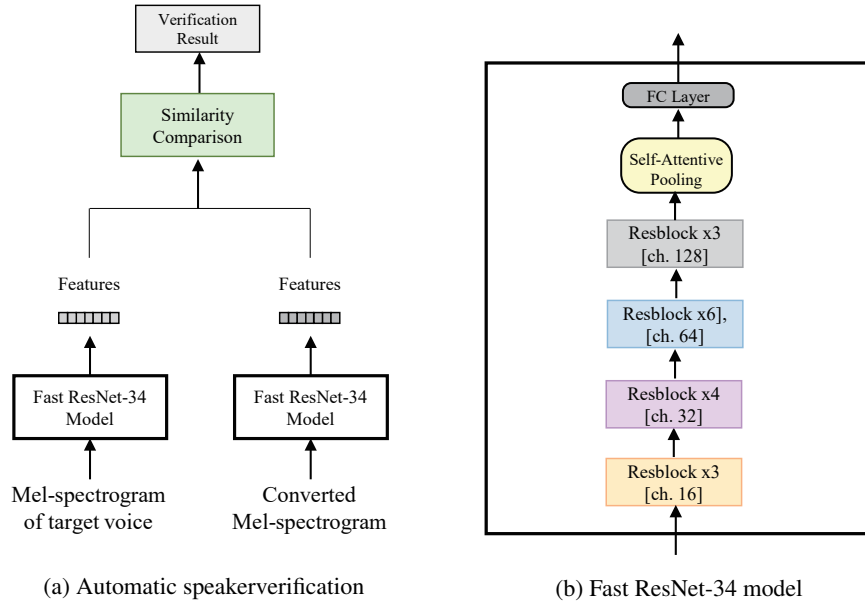 Verification
Result
Similarity
Comparison
Features
Features
Fast ResNet-34
Model
Fast ResNet-34
Model
Mel-spectrogram
of target voice
Converted
Mel-spectrogram
(a) Automatic speakerverification
FC Layer
Self-Attentive
Pooling
Resblock x3
[ch. 128]
Resblock x6],
[ch. 64]
Resblock x4
[ch. 32]
Resblock x3
[ch. 16]
(b) Fast ResNet-34 model